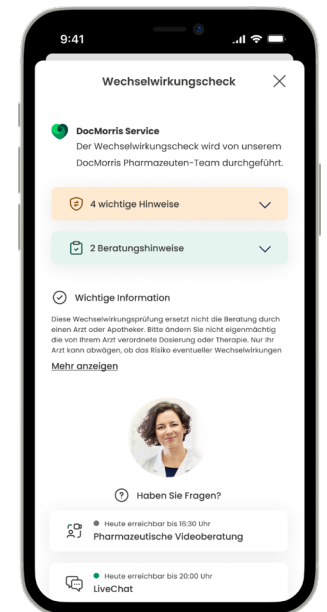 9:41
Wechselwirkungscheck
DocMorris Service
Der Wechselwirkungscheck wird von unserem
DocMorris Pharmazeuten-Team durchgeführt.
4 wichtige Hinweise
2 Beratungshinweise
Wichtige Information
Diese Wechselwirkungsprüfung ersetzt nicht die Beratung durch
einen Arzt oder Apotheker. Bitte ändern Sie nicht eigenmächtig
die von Ihrem Arzt verordnete Dosierung oder Therapie. Nur Ihr
Arzt kann abwägen, ob das Risiko eventueller Wechselwirkungen
Mehr anzeigen
Haben Sie Fragen?
Heute erreichbar bis 16:30 Uhr
Pharmazeutische Videoberatung
Heute erreichbar bis 20:00 Uhr
LiveChat